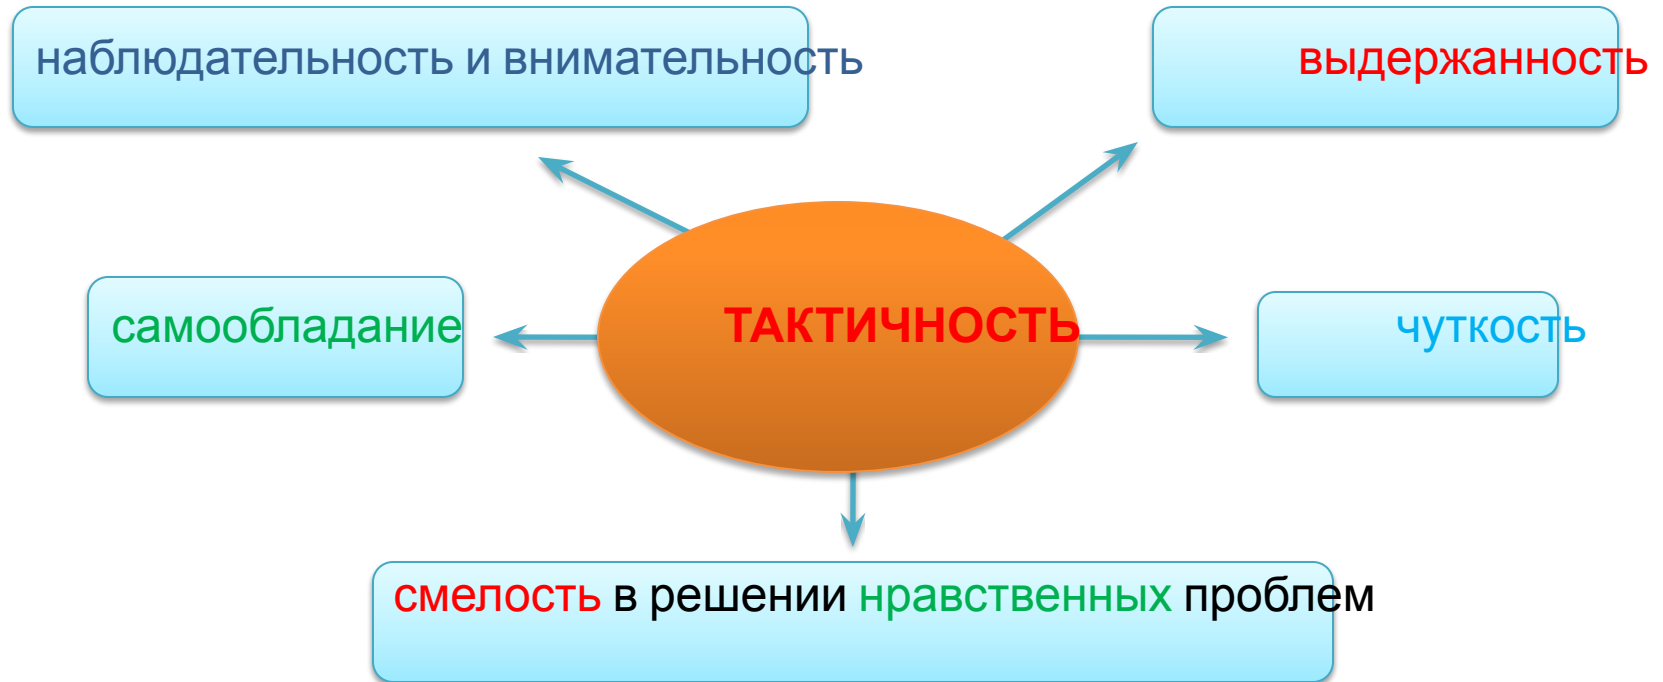 наблюдательность и внимательность
выдержанность
самообладание
ТАКТИЧНОСТЬ
чуткость
смелость в решении нравственных проблем